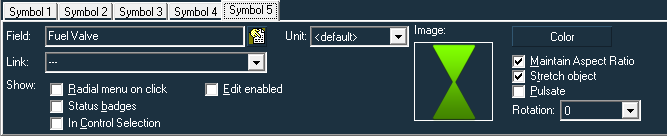 Symbol 1 Symbol 2 Symbol 3 Symbol 4 Symbol 5
Field: Fuel Valve Unit: <default> Image: Color
Link: --- Maintain Aspect Ratio
Stretch object
Show: Radial menu on click Edit enabled Pulsate
Status badges Rotation: 0
In Control Selection